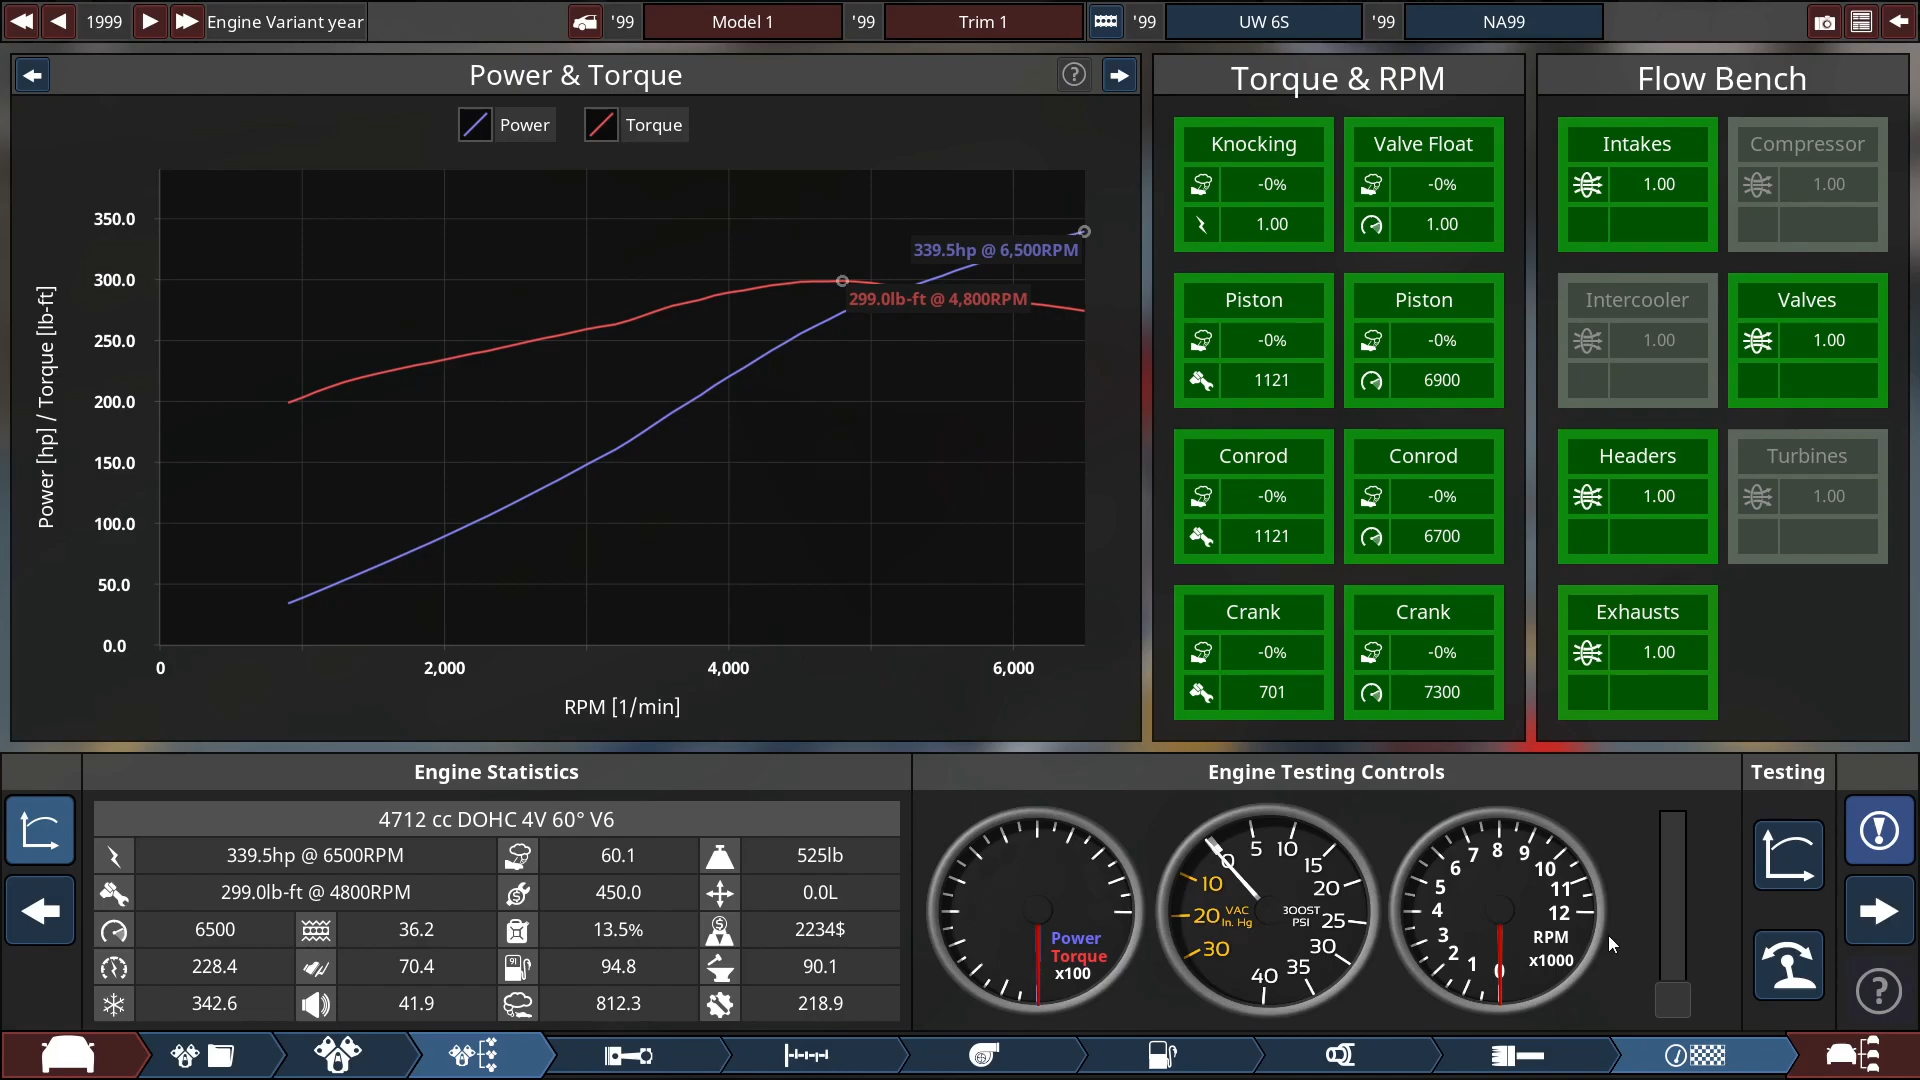 1999 Engine Variant year '99 Model 1 '99 Trim 1 '99 UW 6S '99 NA99
Power & Torque
?
Power Torque
Power [hp] / Torque [lb-ft]
350.0
300.0
250.0
200.0
150.0
100.0
50.0
0.0
339.5hp @ 6,500RPM
299.0lb-ft @ 4,800RPM
0 2,000 4,000 6,000
RPM [1/min]
Torque & RPM
Knocking Valve Float
-0% -0%
1.00 1.00
Piston Piston
-0% -0%
1121 6900
Conrod Conrod
-0% -0%
1121 6700
Crank Crank
-0% -0%
701 7300
Flow Bench
Intakes Compressor
1.00 1.00
Intercooler Valves
1.00 1.00
Headers Turbines
1.00 1.00
Exhausts
1.00
Engine Statistics
4712 cc DOHC 4V 60° V6
339.5hp @ 6500RPM 60.1 525lb
299.0lb-ft @ 4800RPM 450.0 0.0L
6500 36.2 13.5% 2234$
228.4 70.4 91 94.8 90.1
342.6 41.9 812.3 218.9
Engine Testing Controls
Power
Torque
x100
0 5 10 15 20 25 30 35 40
10 20 30
VAC
In. Hg
BOOST
PSI
0 1 2 3 4 5 6 7 8 9 10 11 12
RPM
x1000
Testing
?